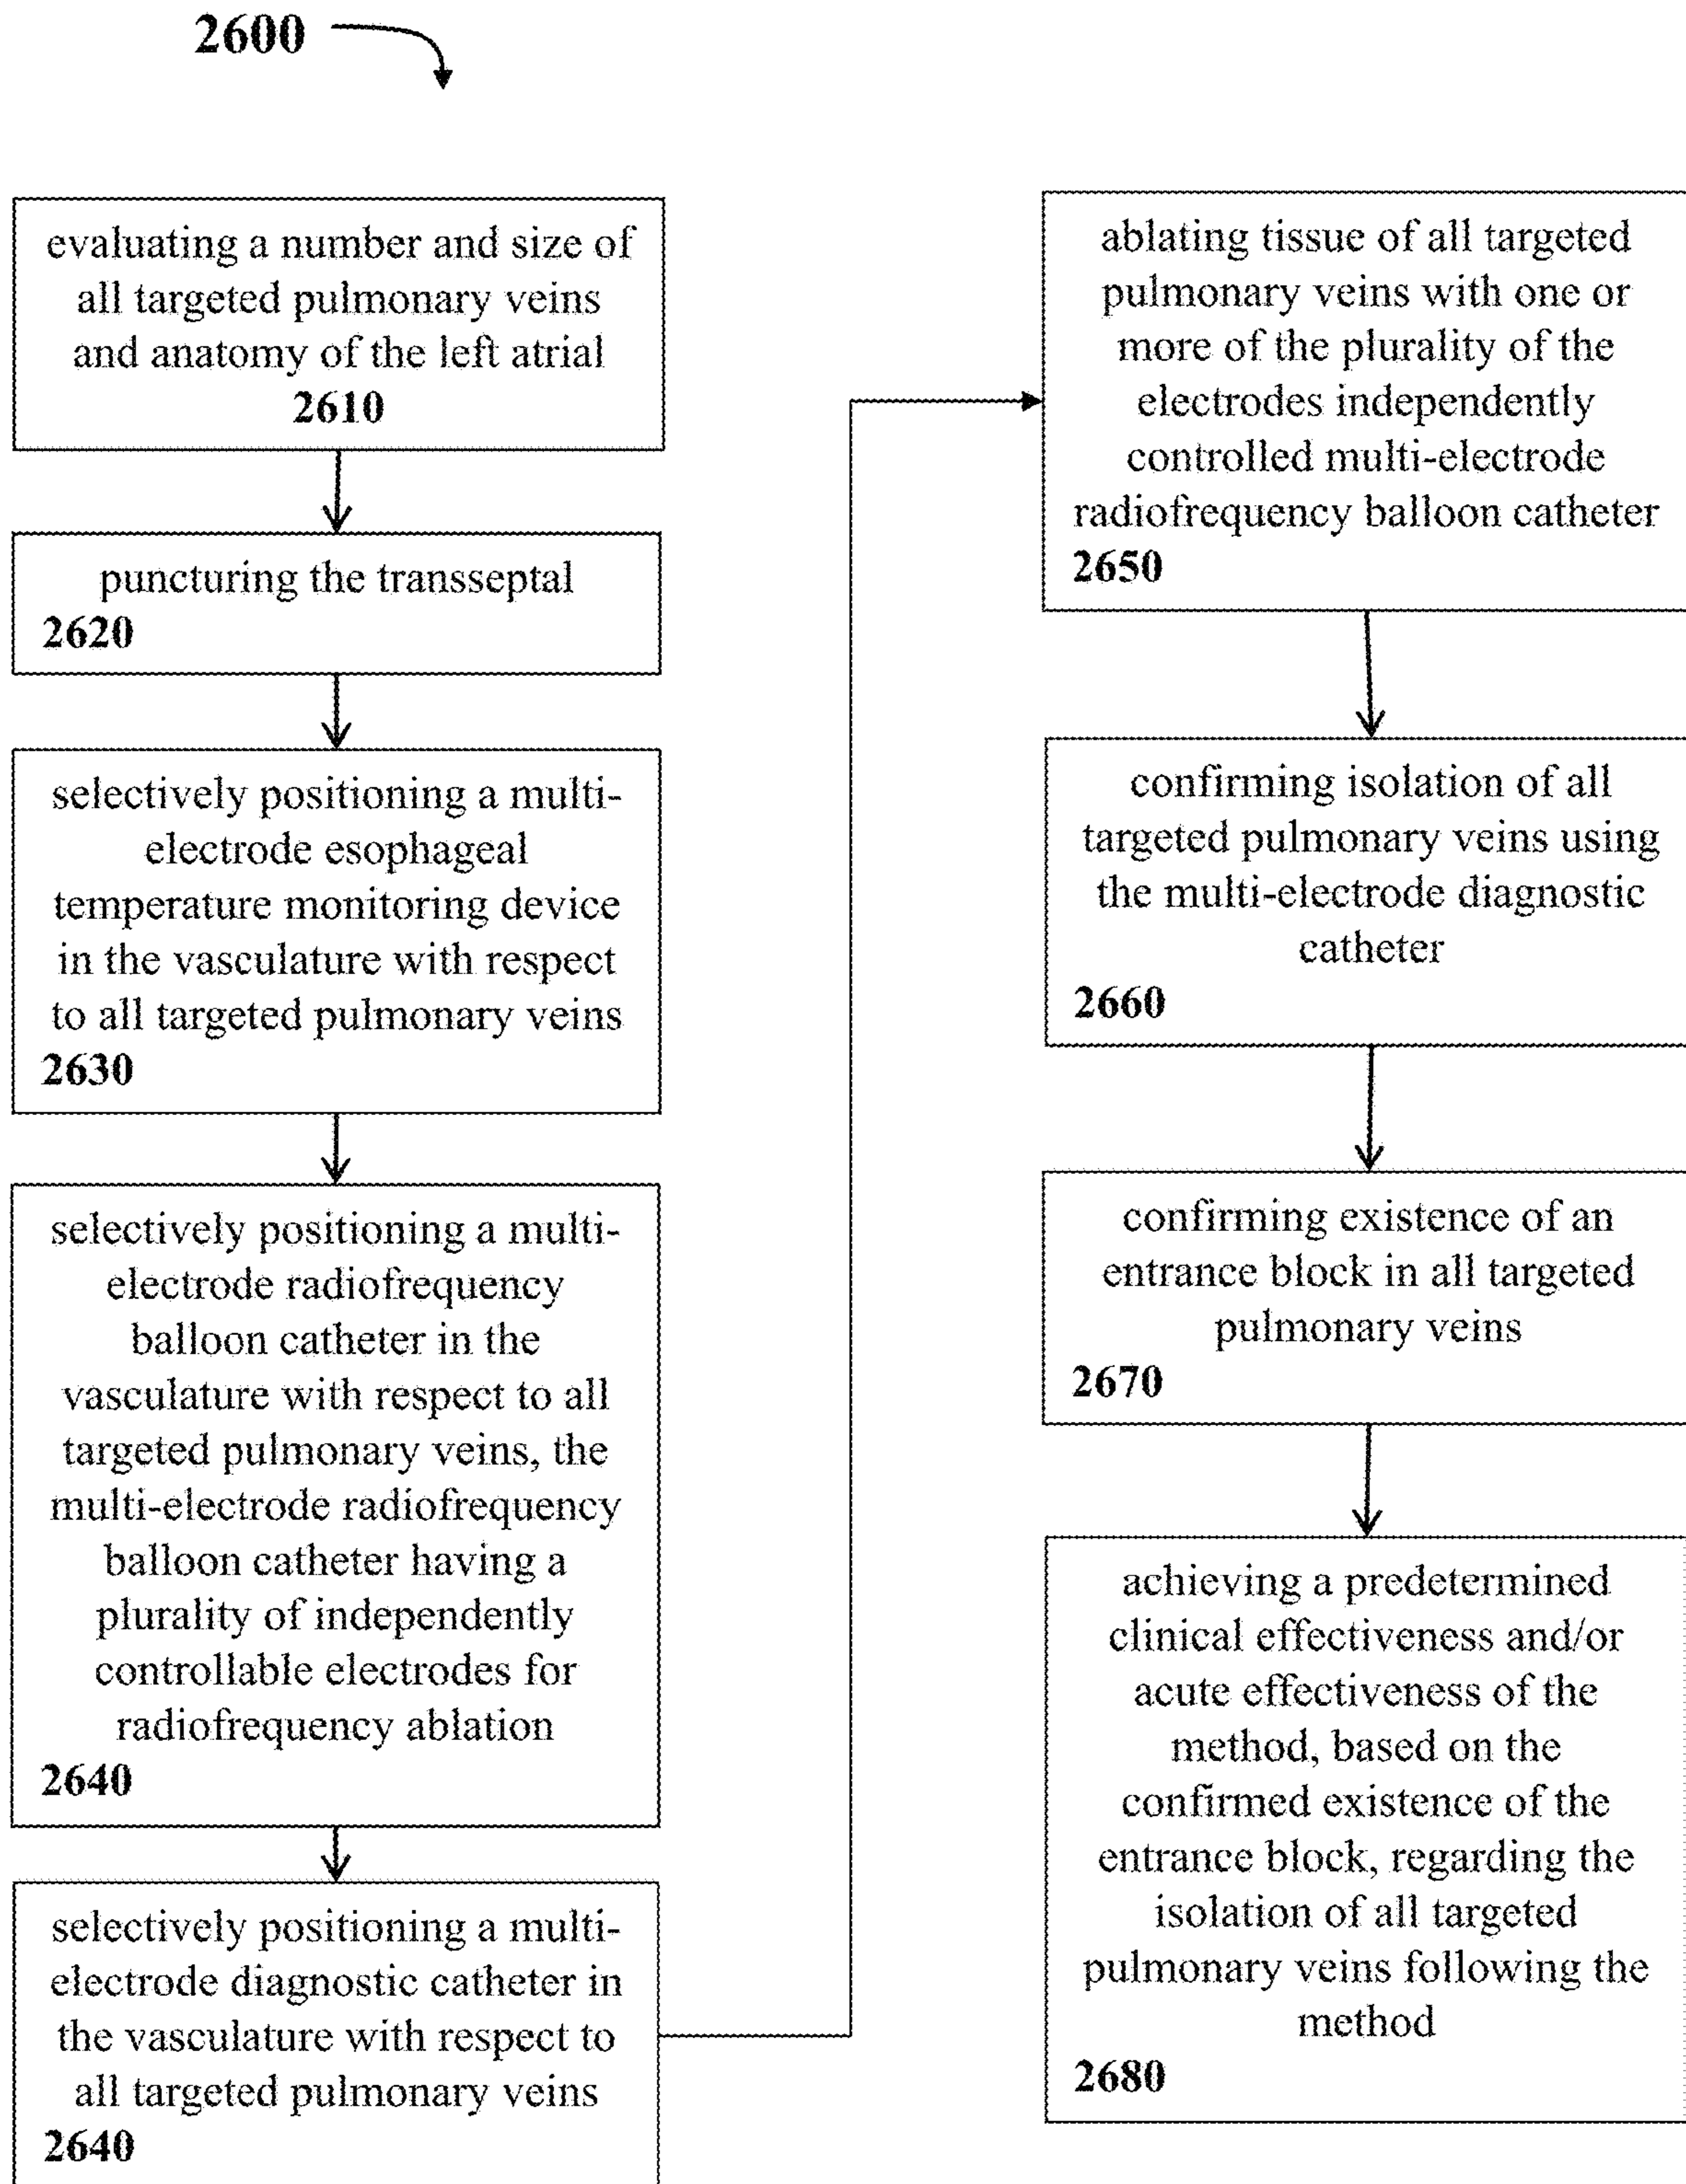 2600
evaluating a number and size of
all targeted pulmonary veins
and anatomy of the left atrial
2610
puncturing the transseptal
2620
selectively positioning a multi-
electrode esophageal
temperature monitoring device
in the vasculature with respect
to all targeted pulmonary veins
2630
selectively positioning a multi-
electrode radiofrequency
balloon catheter in the
vasculature with respect to all
targeted pulmonary veins, the
multi-electrode radiofrequency
balloon catheter having a
plurality of independently
controllable electrodes for
radiofrequency ablation
2640
selectively positioning a multi-
electrode diagnostic catheter in
the vasculature with respect to
all targeted pulmonary veins
2640
ablating tissue of all targeted
pulmonary veins with one or
more of the plurality of the
electrodes independently
controlled multi-electrode
radiofrequency balloon catheter
2650
confirming isolation of all
targeted pulmonary veins using
the multi-electrode diagnostic
catheter
2660
confirming existence of an
entrance block in all targeted
pulmonary veins
2670
achieving a predetermined
clinical effectiveness and/or
acute effectiveness of the
method, based on the
confirmed existence of the
entrance block, regarding the
isolation of all targeted
pulmonary veins following the
method
2680